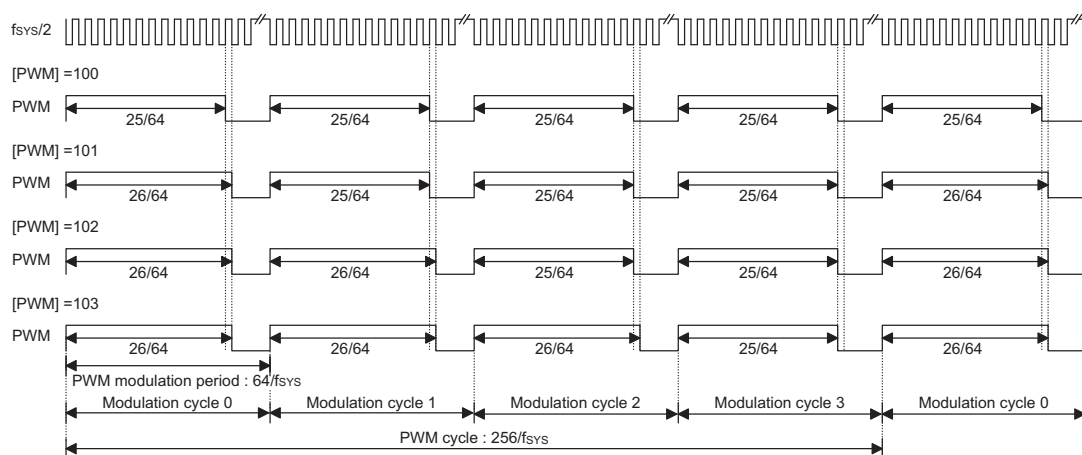 fSYS/2
[PWM] =100
PWM
25/64 25/64 25/64 25/64 25/64
[PWM] =101
PWM
26/64 25/64 25/64 25/64 26/64
[PWM] =102
PWM
26/64 26/64 25/64 25/64 26/64
[PWM] =103
PWM
26/64 26/64 26/64 25/64 26/64
PWM modulation period : 64/fSYS
Modulation cycle 0 Modulation cycle 1 Modulation cycle 2 Modulation cycle 3 Modulation cycle 0
PWM cycle : 256/fSYS